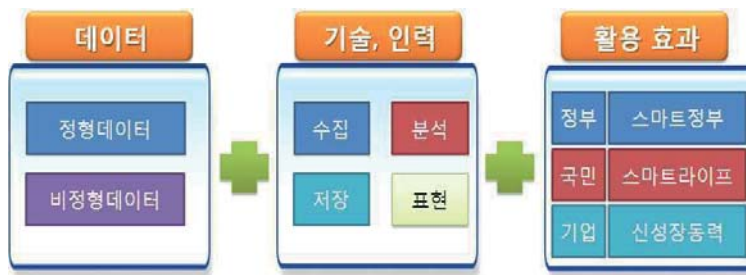 데이터
정형데이터
비정형데이터
기술, 인력
수집 분석
저장 표현
활용 효과
정부 스마트정부
국민 스마트라이프
기업 신성장동력